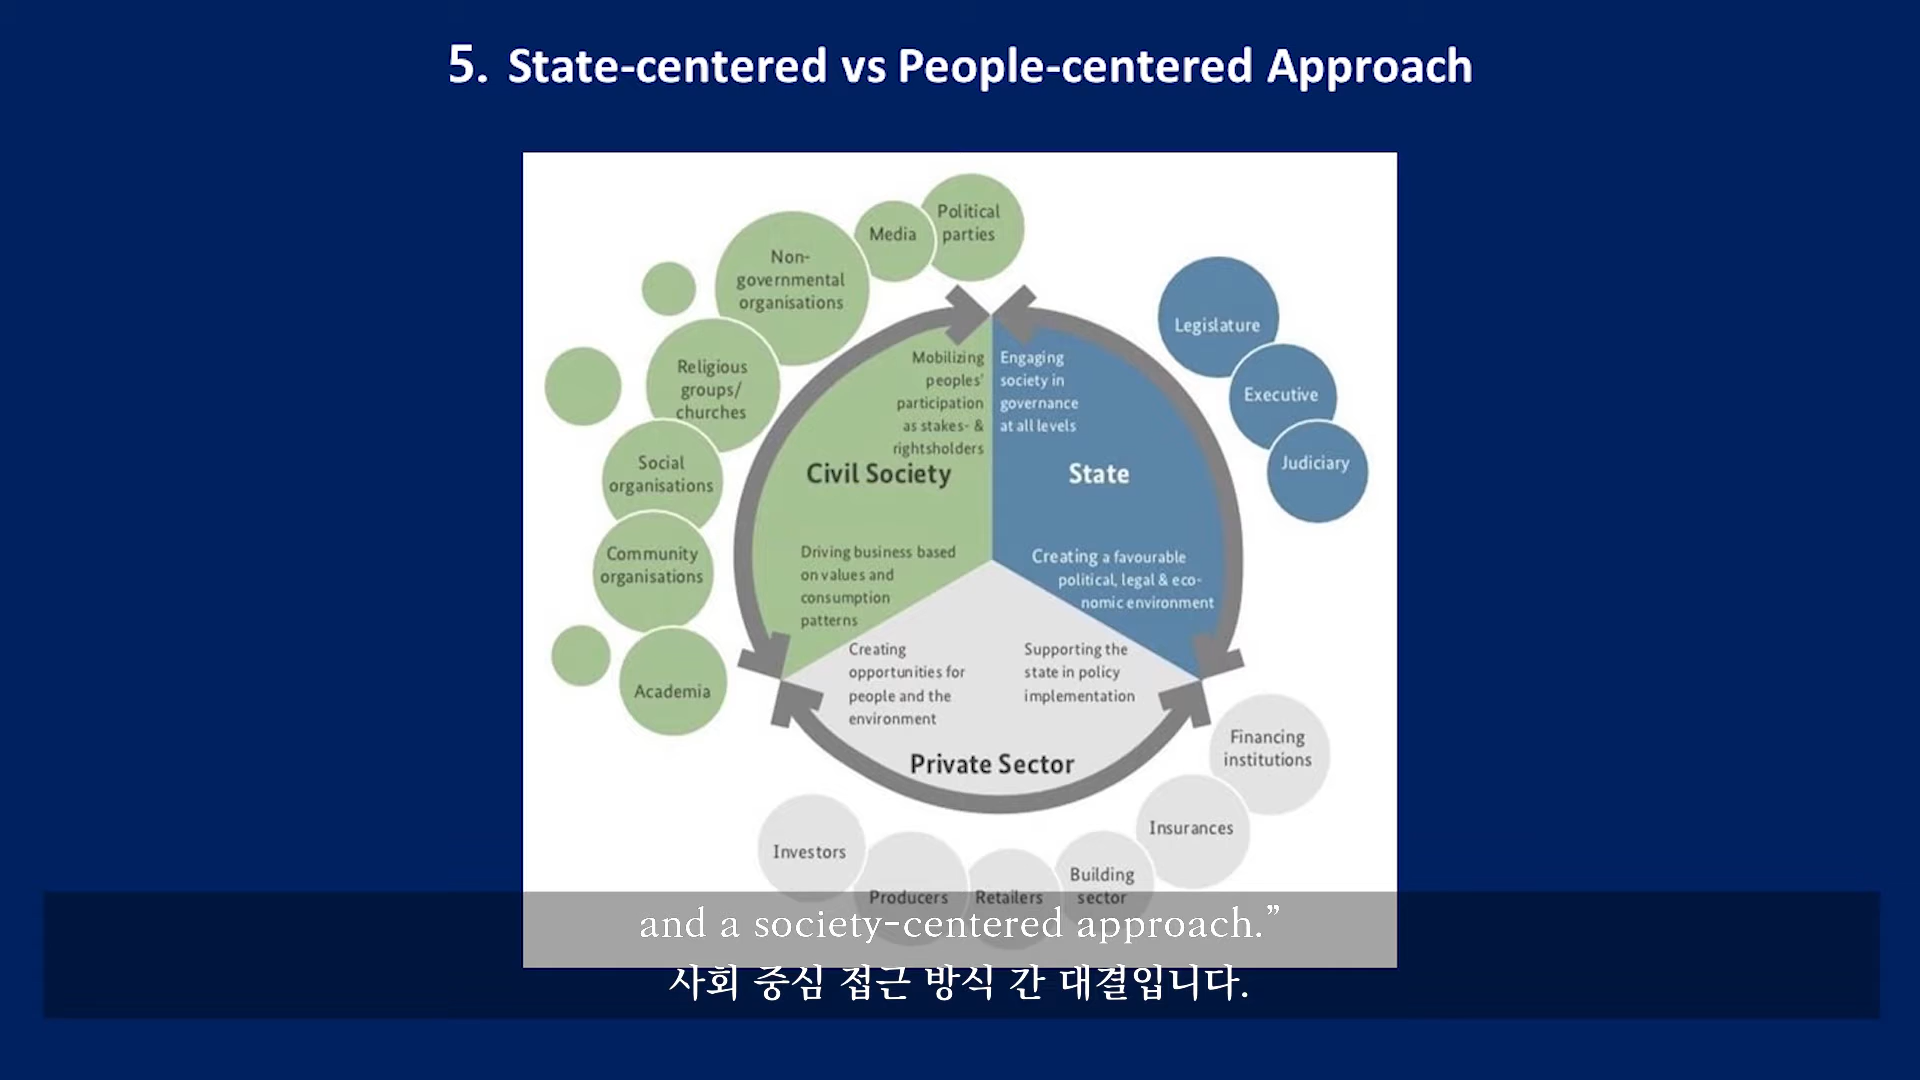 5. State-centered vs People-centered Approach
Political
parties
Media
Non-
governmental
organisations
Religious
groups/
churches
Social
organisations
Community
organisations
Academia
Legislature
Executive
Judiciary
Mobilizing
peoples'
participation
as stakes- &
rightsholders
Civil Society
Driving business based
on values and
consumption
patterns
Engaging
society in
governance
at all levels
State
Creating a favourable
political, legal & eco-
nomic environment
Creating
opportunities for
people and the
environment
Supporting the
state in policy
implementation
Private Sector
Financing
institutions
Insurances
Building
sector
Retailers
Producers
Investors
and a society-centered approach.”
사회 중심 접근 방식 간 대결입니다.